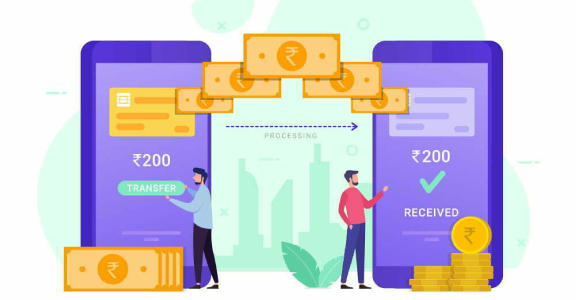 ₹
₹
₹
₹200
TRANSFER
PROCESSING
₹200
RECEIVED
₹
₹